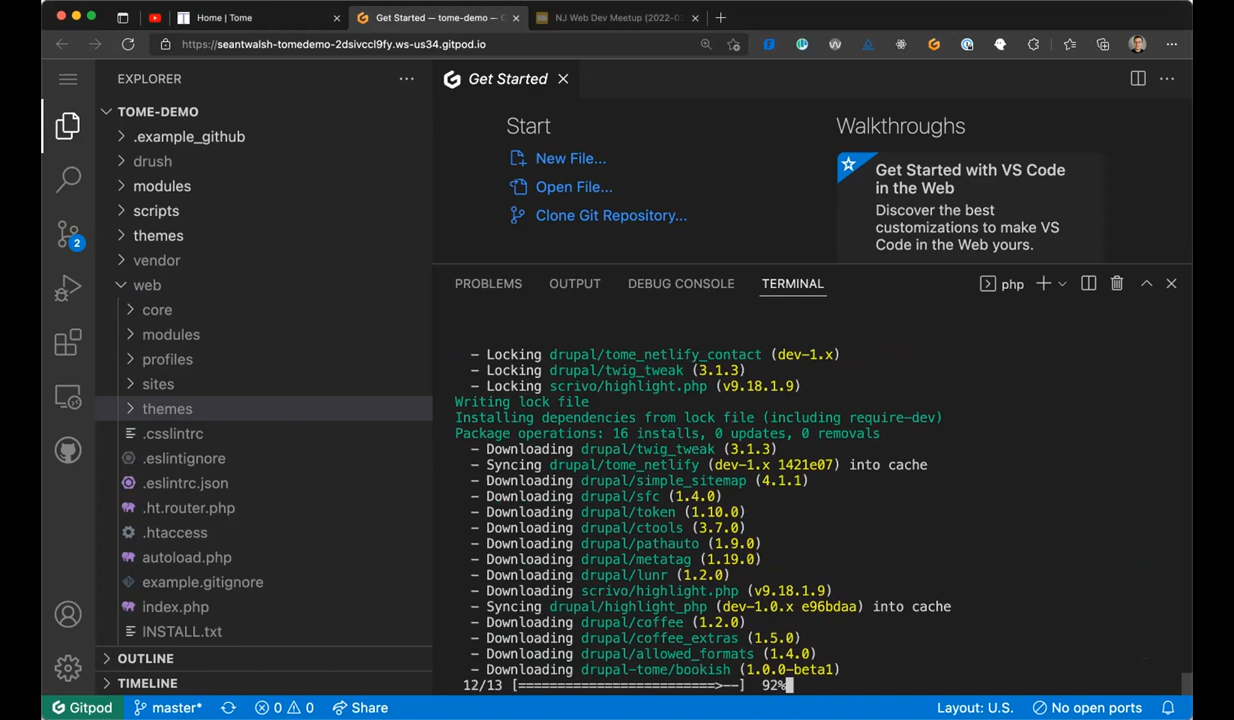 Home | Tome
Get Started — tome-demo —
NJ Web Dev Meetup (2022-0
https://seantwalsh-tomedemo-2dsivccl9fy.ws-us34.gitpod.io
EXPLORER
TOME-DEMO
.example_github
drush
modules
scripts
themes
vendor
web
core
modules
profiles
sites
themes
.csslintrc
.eslintignore
.eslintrc.json
.ht.router.php
.htaccess
autoload.php
example.gitignore
index.php
INSTALL.txt
OUTLINE
TIMELINE
2
Get Started
Start
New File...
Open File...
Clone Git Repository...
Walkthroughs
Get Started with VS Code
in the Web
Discover the best
customizations to make VS
Code in the Web yours.
PROBLEMS OUTPUT DEBUG CONSOLE TERMINAL
php
- Locking drupal/tome_netlify_contact (dev-1.x)
- Locking drupal/twig_tweak (3.1.3)
- Locking scrivo/highlight.php (v9.18.1.9)
Writing lock file
Installing dependencies from lock file (including require-dev)
Package operations: 16 installs, 0 updates, 0 removals
- Downloading drupal/twig_tweak (3.1.3)
- Syncing drupal/tome_netlify (dev-1.x 1421e07) into cache
- Downloading drupal/simple_sitemap (4.1.1)
- Downloading drupal/sfc (1.4.0)
- Downloading drupal/token (1.10.0)
- Downloading drupal/ctools (3.7.0)
- Downloading drupal/pathauto (1.9.0)
- Downloading drupal/metatag (1.19.0)
- Downloading drupal/lunr (1.2.0)
- Downloading scrivo/highlight.php (v9.18.1.9)
- Syncing drupal/highlight_php (dev-1.0.x e96bdaa) into cache
- Downloading drupal/coffee (1.2.0)
- Downloading drupal/coffee_extras (1.5.0)
- Downloading drupal/allowed_formats (1.4.0)
- Downloading drupal-tome/bookish (1.0.0-beta1)
12/13 [=========================>--] 92%
Gitpod
master*
0 0
Share
Layout: U.S.
No open ports